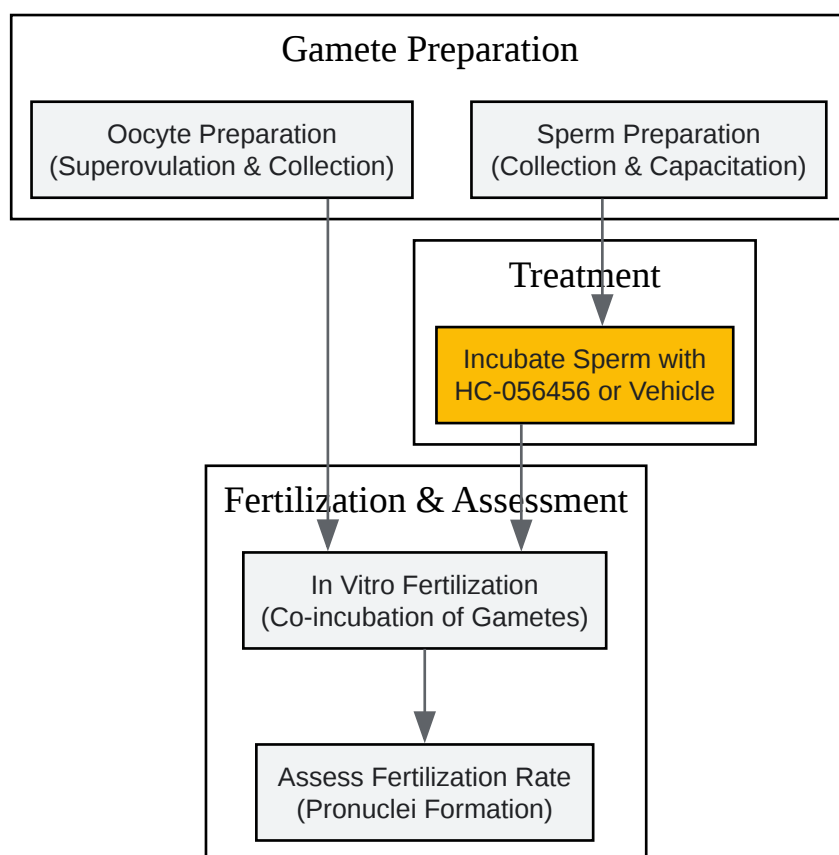 Gamete Preparation
Oocyte Preparation
(Superovulation & Collection)
Sperm Preparation
(Collection & Capacitation)
Treatment
Incubate Sperm with
HC-056456 or Vehicle
Fertilization & Assessment
In Vitro Fertilization
(Co-incubation of Gametes)
Assess Fertilization Rate
(Pronuclei Formation)